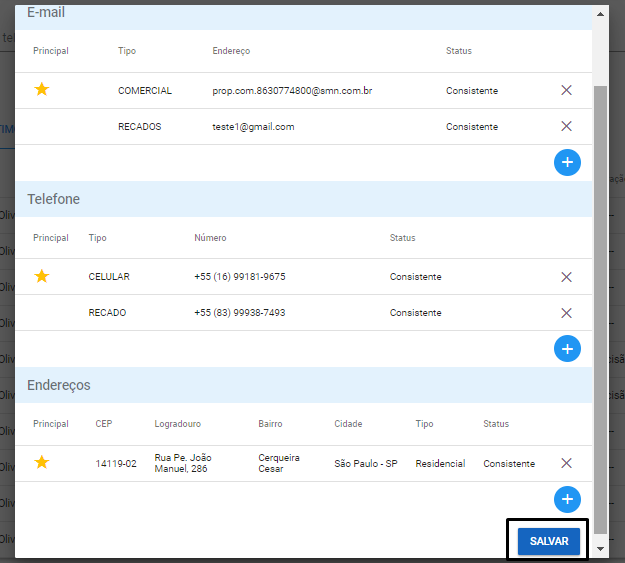 E-mail
Principal Tipo Endereço Status
COMERCIAL prop.com.8630774800@smn.com.br Consistente
RECADOS teste1@gmail.com Consistente
Telefone
Principal Tipo Número Status
CELULAR +55 (16) 99181-9675 Consistente
RECADO +55 (83) 99938-7493 Consistente
Endereços
Principal CEP Logradouro Bairro Cidade Tipo Status
14119-02 Rua Pe. João Manuel, 286 Cerqueira Cesar São Paulo - SP Residencial Consistente
SALVAR